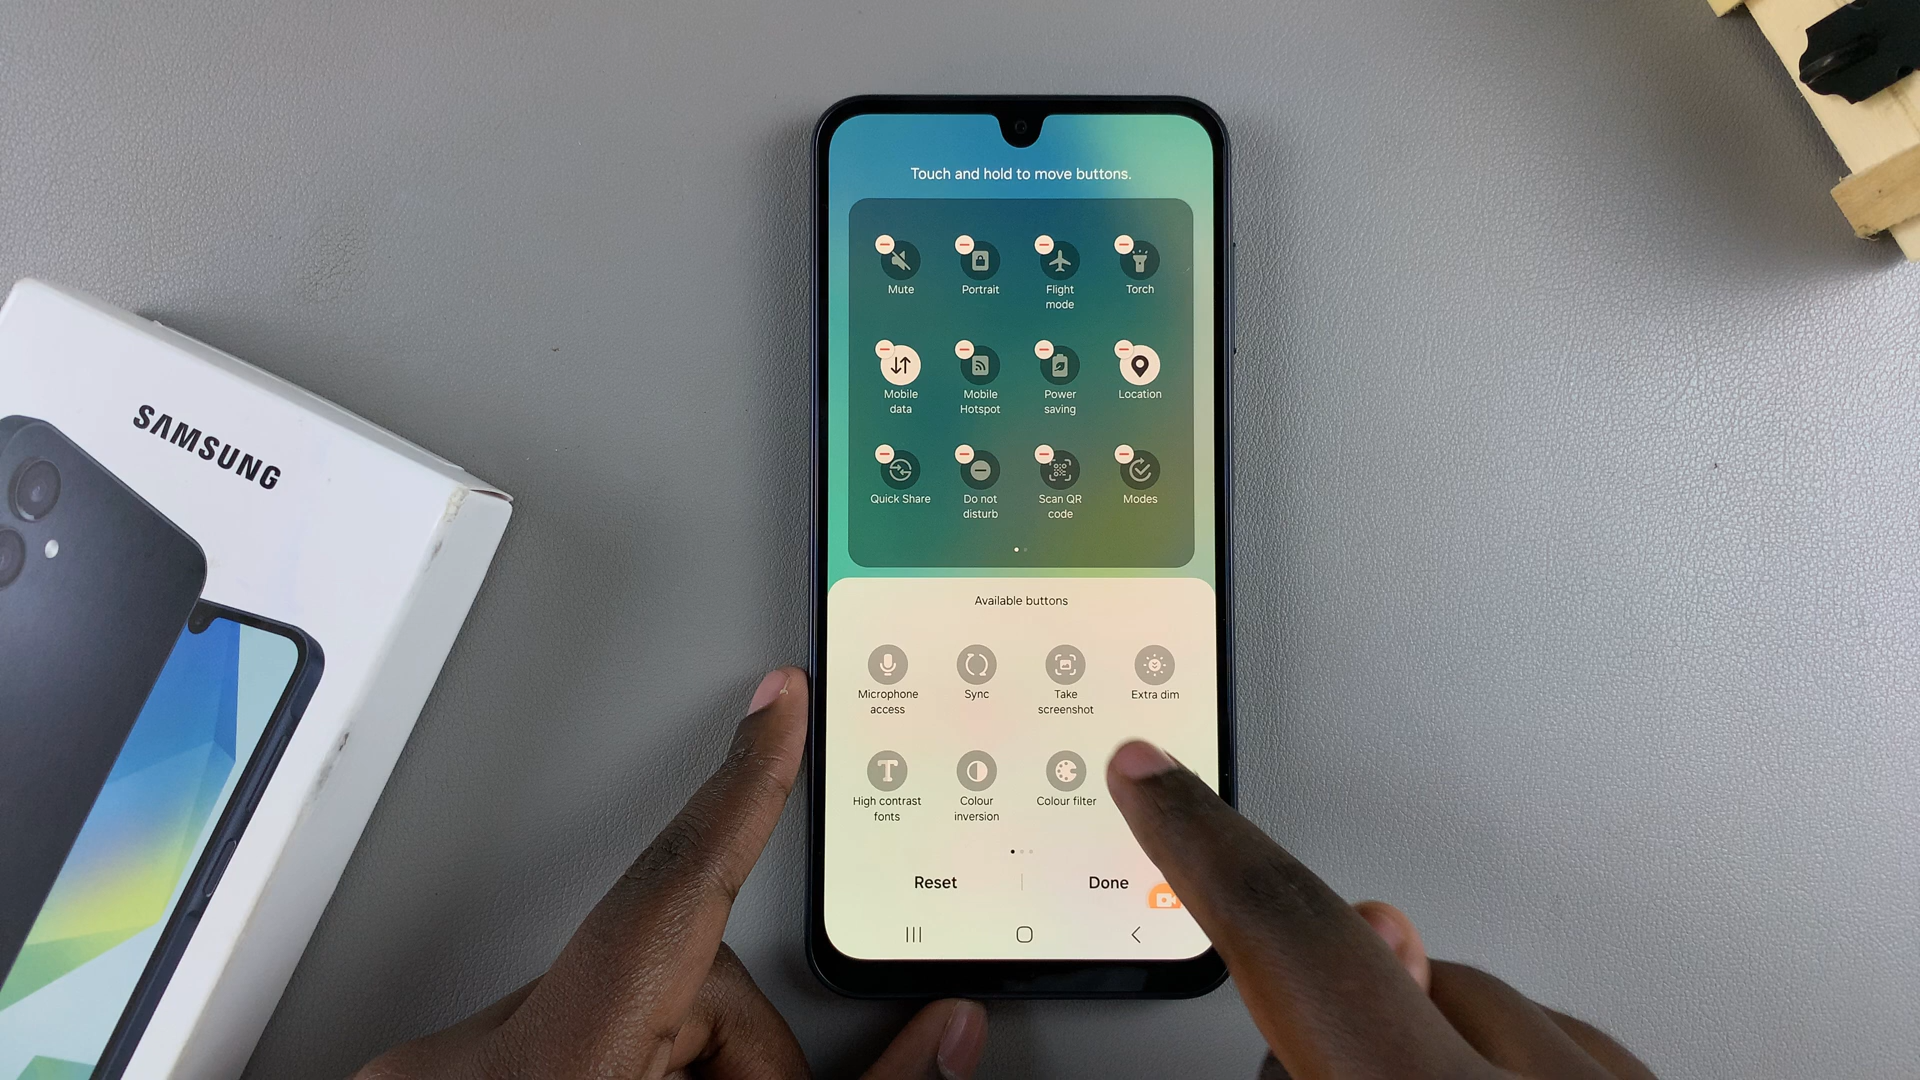 SAMSUNG
Touch and hold to move buttons.
Mute
Portrait
Flight
mode
Torch
Mobile
data
Mobile
Hotspot
Power
saving
Location
Quick Share
Do not
disturb
Scan QR
code
Modes
Available buttons
Microphone
access
Sync
Take
screenshot
Extra dim
High contrast
fonts
Colour
inversion
Colour filter
Reset
Done